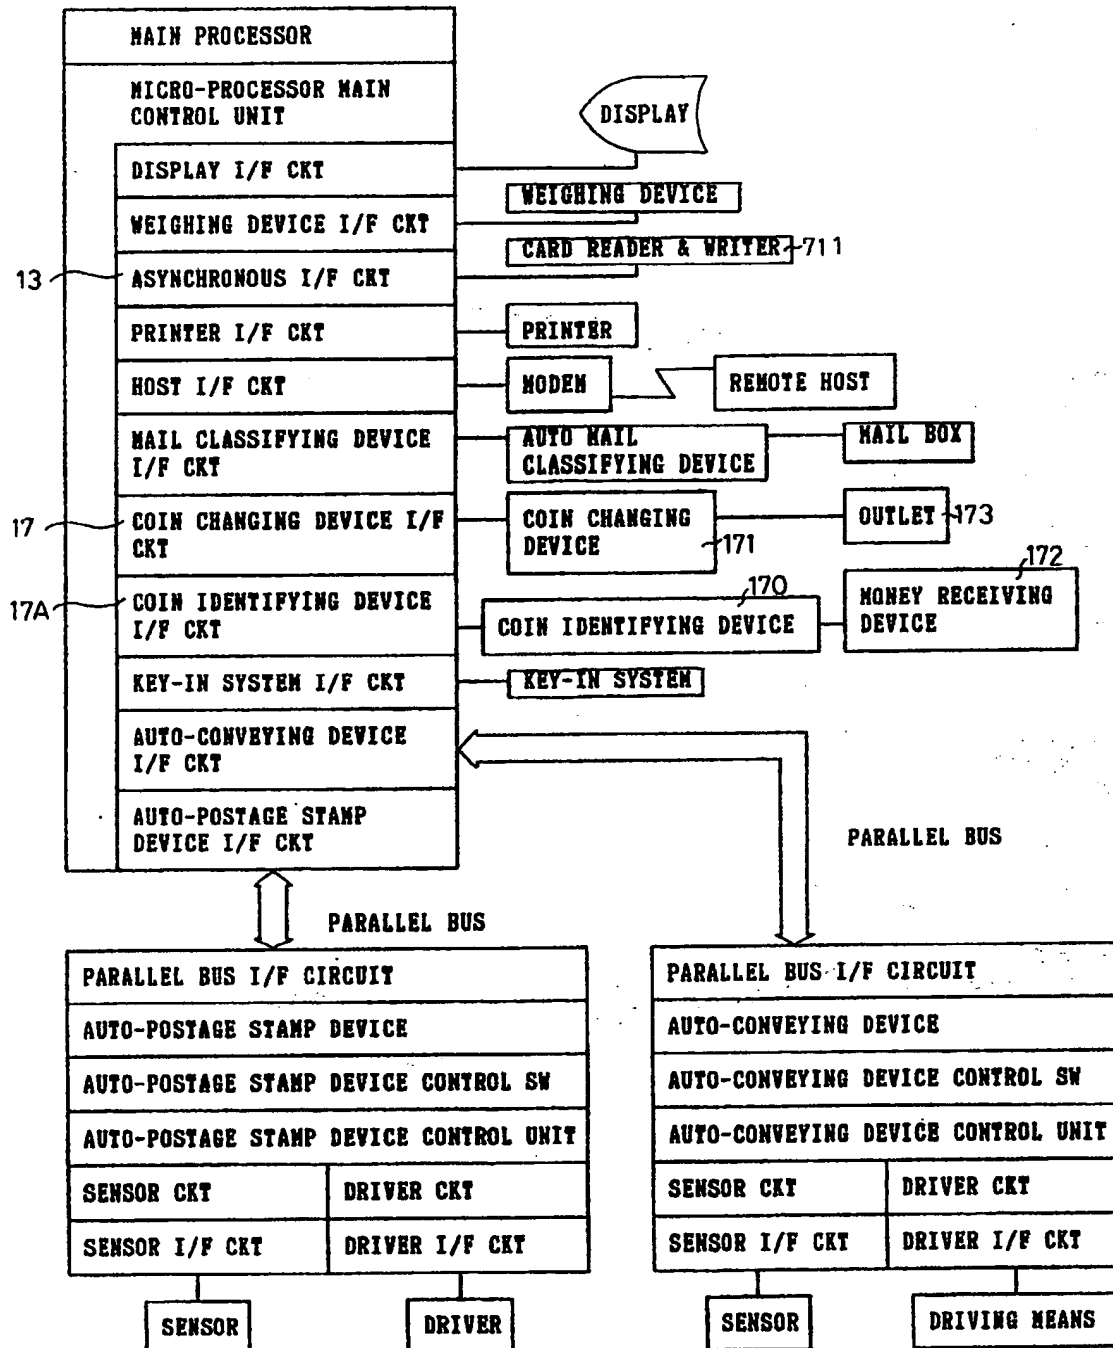 MAIN PROCESSOR
MICRO-PROCESSOR MAIN
CONTROL UNIT
DISPLAY
DISPLAY I/F CKT
WEIGHING DEVICE
WEIGHING DEVICE I/F CKT
CARD READER & WRITER 711
13 ASYNCHRONOUS I/F CKT
PRINTER I/F CKT
PRINTER
HOST I/F CKT
MODEM
REMOTE HOST
MAIL CLASSIFYING DEVICE
I/F CKT
AUTO MAIL
CLASSIFYING DEVICE
MAIL BOX
17 COIN CHANGING DEVICE I/F
CKT
COIN CHANGING
DEVICE 171
OUTLET 173
17A COIN IDENTIFYING DEVICE
I/F CKT
170
COIN IDENTIFYING DEVICE
172
MONEY RECEIVING
DEVICE
KEY-IN SYSTEM I/F CKT
KEY-IN SYSTEM
AUTO-CONVEYING DEVICE
I/F CKT
AUTO-POSTAGE STAMP
DEVICE I/F CKT
PARALLEL BUS
PARALLEL BUS
PARALLEL BUS I/F CIRCUIT
AUTO-POSTAGE STAMP DEVICE
AUTO-POSTAGE STAMP DEVICE CONTROL SW
AUTO-POSTAGE STAMP DEVICE CONTROL UNIT
SENSOR CKT
DRIVER CKT
SENSOR I/F CKT
DRIVER I/F CKT
SENSOR
DRIVER
PARALLEL BUS I/F CIRCUIT
AUTO-CONVEYING DEVICE
AUTO-CONVEYING DEVICE CONTROL SW
AUTO-CONVEYING DEVICE CONTROL UNIT
SENSOR CKT
DRIVER CKT
SENSOR I/F CKT
DRIVER I/F CKT
SENSOR
DRIVING MEANS